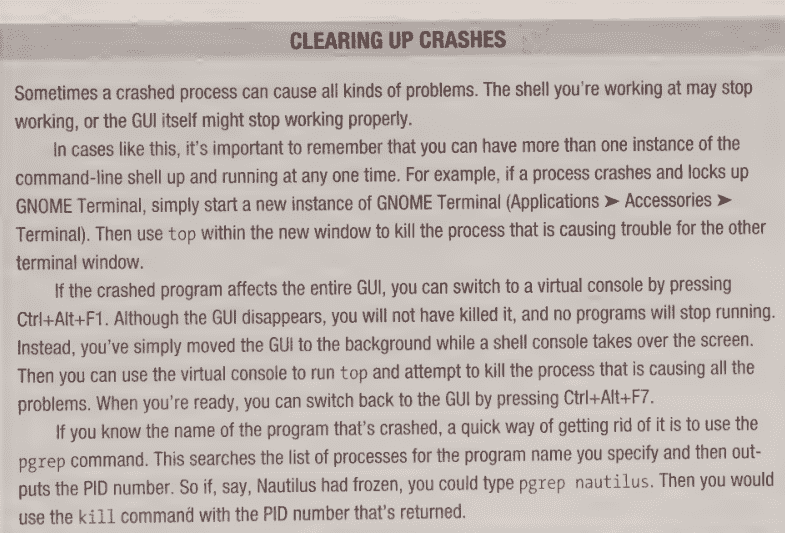 CLEARING UP CRASHES
Sometimes a crashed process can cause all kinds of problems. The shell you're working at may stop
working, or the GUI itself might stop working properly.
In cases like this, it's important to remember that you can have more than one instance of the
command-line shell up and running at any one time. For example, if a process crashes and locks up
GNOME Terminal, simply start a new instance of GNOME Terminal (Applications ➤ Accessories ➤
Terminal). Then use top within the new window to kill the process that is causing trouble for the other
terminal window.
If the crashed program affects the entire GUI, you can switch to a virtual console by pressing
Ctrl+Alt+F1. Although the GUI disappears, you will not have killed it, and no programs will stop running.
Instead, you've simply moved the GUI to the background while a shell console takes over the screen.
Then you can use the virtual console to run top and attempt to kill the process that is causing all the
problems. When you're ready, you can switch back to the GUI by pressing Ctrl+Alt+F7.
If you know the name of the program that's crashed, a quick way of getting rid of it is to use the
pgrep command. This searches the list of processes for the program name you specify and then out-
puts the PID number. So if, say, Nautilus had frozen, you could type pgrep nautilus. Then you would
use the kill command with the PID number that's returned.